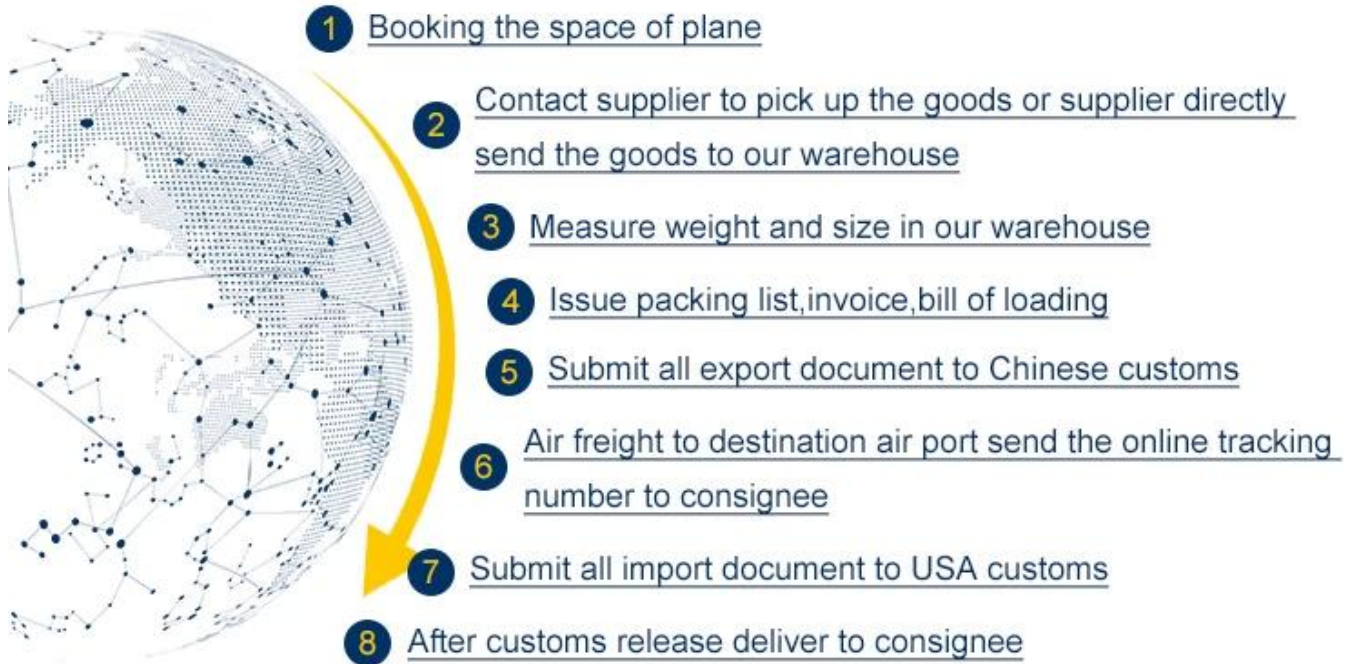 1 Booking the space of plane
2 Contact supplier to pick up the goods or supplier directly
send the goods to our warehouse
3 Measure weight and size in our warehouse
4 Issue packing list,invoice,bill of loading
5 Submit all export document to Chinese customs
6 Air freight to destination air port send the online tracking
number to consignee
7 Submit all import document to USA customs
8 After customs release deliver to consignee